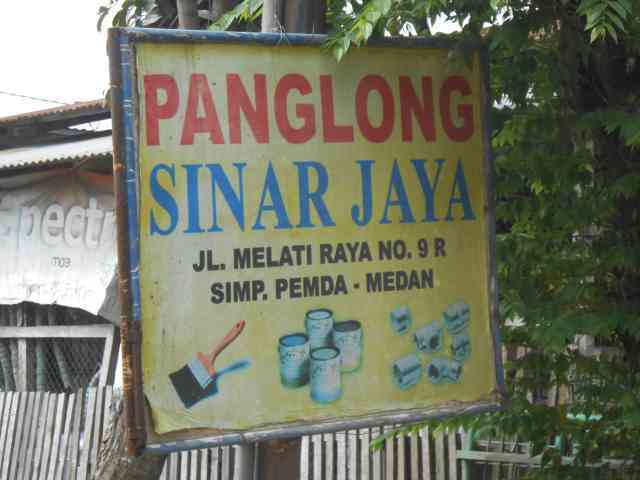 PANGLONG
SINAR JAYA
JL. MELATI RAYA NO. 9 R
SIMP. PEMDA - MEDAN